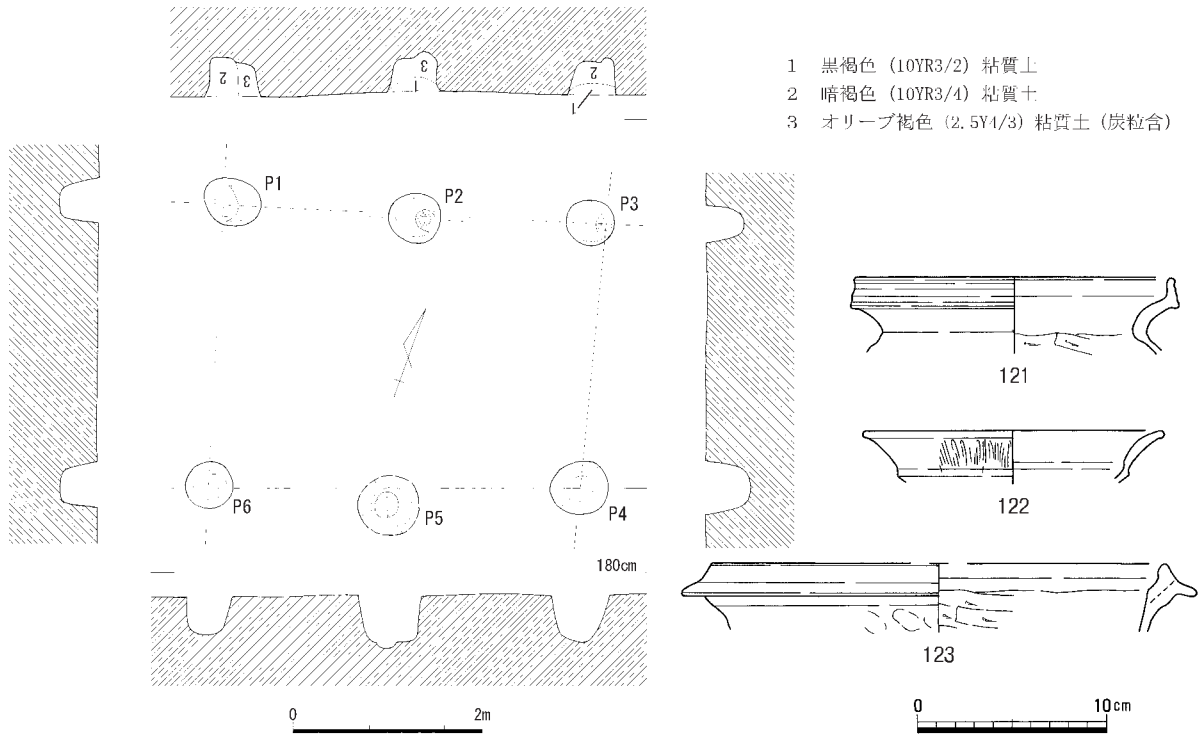 2 3
1 3
2
1
1 黒褐色 (10YR3/2) 粘質土
2 暗褐色 (10YR3/4) 粘質土
3 オリーブ褐色 (2.5Y4/3) 粘質土 (炭粒含)
P1
P2
P3
P6
P5
P4
180cm
0 2m
121
122
123
0 10cm